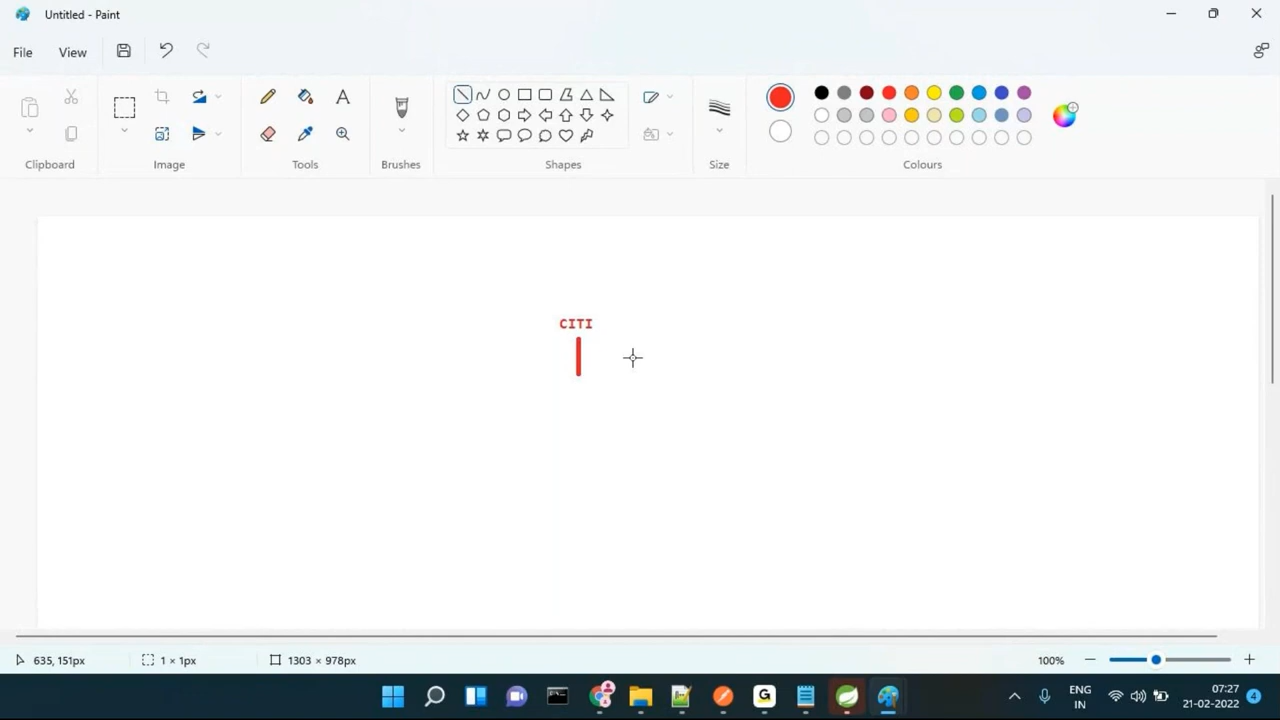 Untitled - Paint
File
View
Clipboard
Image
Tools
Brushes
Shapes
Size
Colours
CITI
635, 151px
1 × 1px
1303 × 978px
100%
ENG
IN
07:27
21-02-2022
4